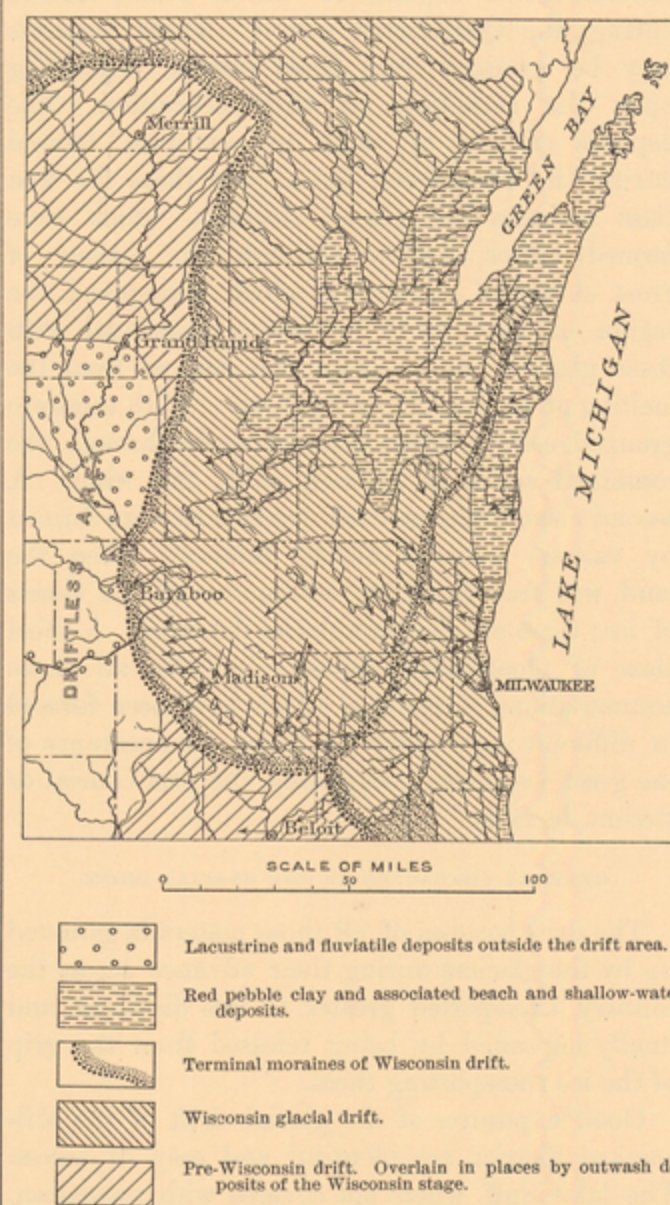 Merrill
GREEN BAY
Grand Rapids
LAKE MICHIGAN
DRIFTLESS AREA
Baraboo
Madison
MILWAUKEE
Beloit
SCALE OF MILES
0 50 100
Lacustrine and fluviatile deposits outside the drift area.
Red pebble clay and associated beach and shallow-wate
deposits.
Terminal moraines of Wisconsin drift.
Wisconsin glacial drift.
Pre-Wisconsin drift. Overlain in places by outwash d
posits of the Wisconsin stage.